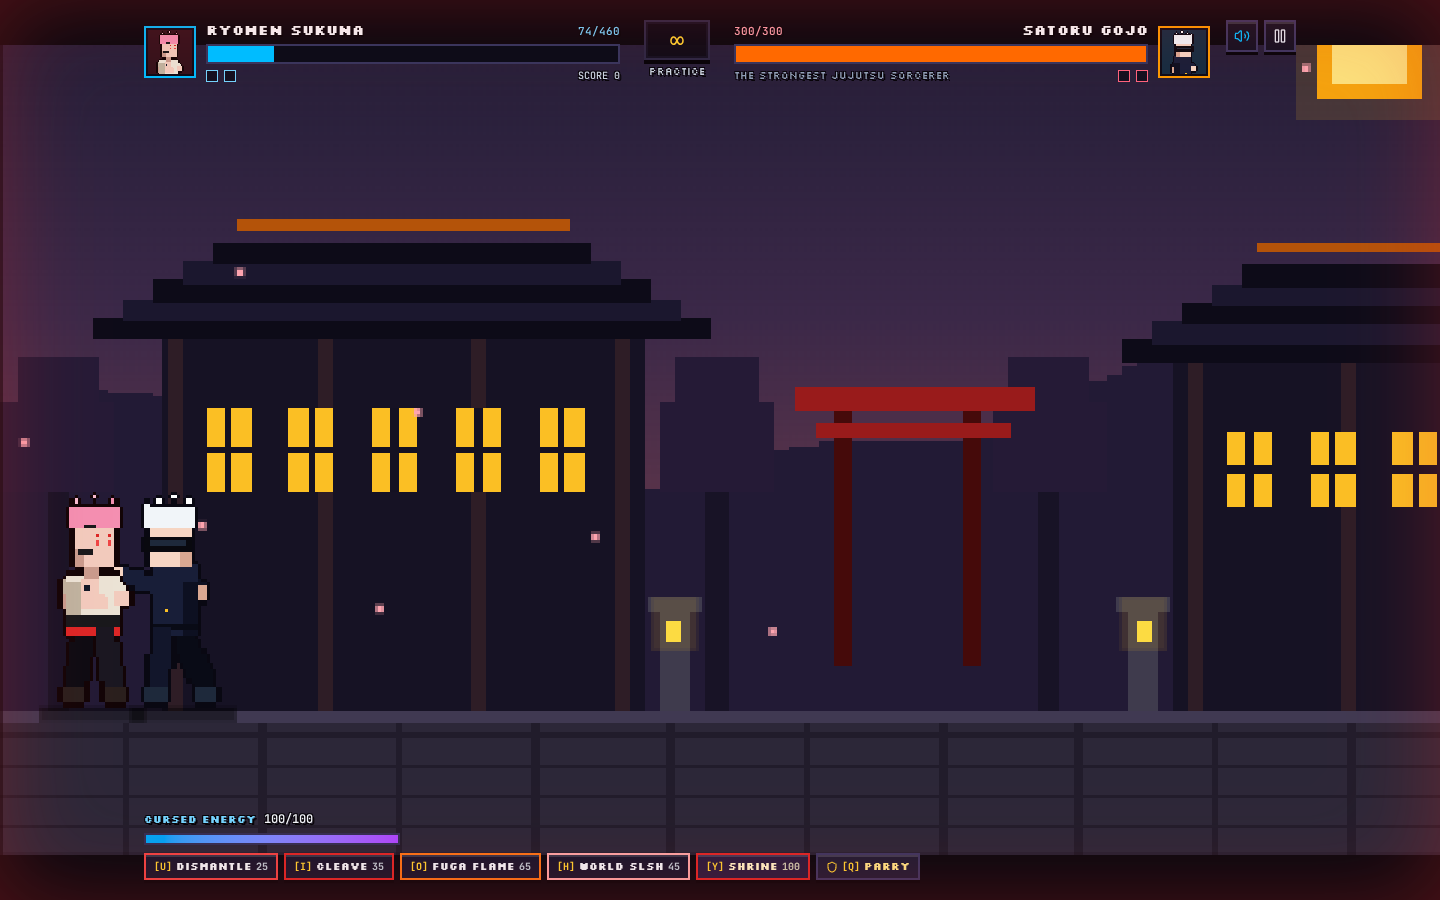 RYOMEN SUKUNA 74/460
SCORE 0
∞
PRACTICE
300/300 SATORU GOJO
THE STRONGEST JUJUTSU SORCERER
CURSED ENERGY 100/100
[U] DISMANTLE 25 [I] CLEAVE 35 [O] FUGA FLAME 65 [H] WORLD SLSH 45 [Y] SHRINE 100 [Q] PARRY